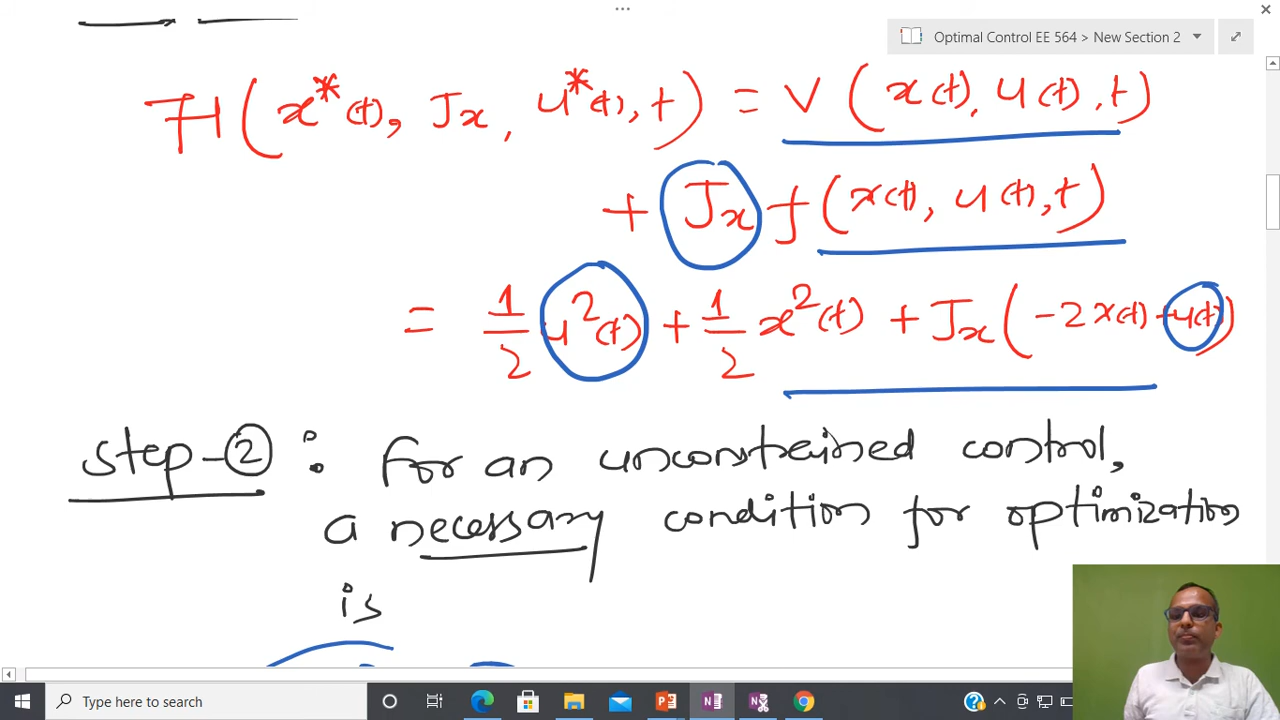 Optimal Control EE 564 > New Section 2
H(x*(t), Jx, u*(t), t) = V(x(t), u(t), t)
+ Jx f(x(t), u(t), t)
= 1/2 u²(t) + 1/2 x²(t) + Jx(-2x(t)+u(t))
Step-2 : For an unconstrained control,
a necessary condition for optimization
is
Type here to search